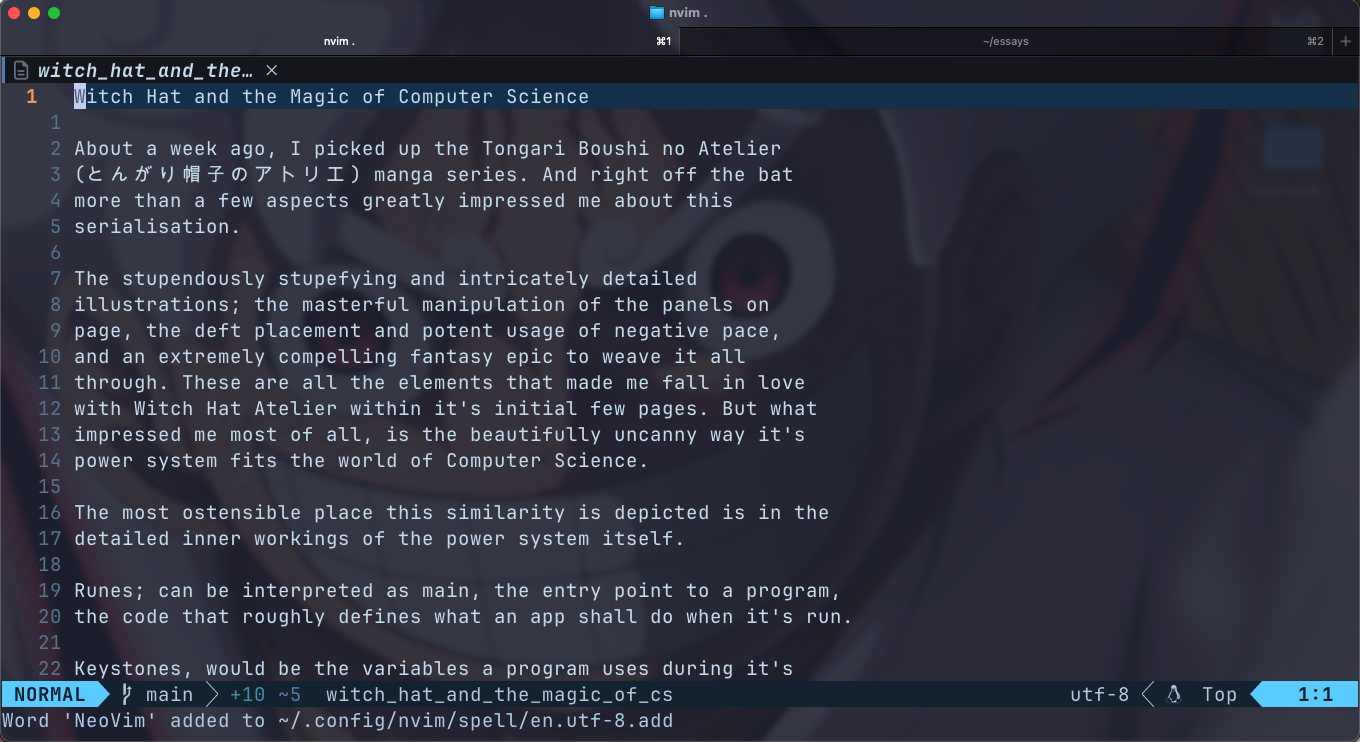 nvim .
nvim . ⌘1 ~/essays ⌘2 +
witch_hat_and_the… ×
1 Witch Hat and the Magic of Computer Science
1
2 About a week ago, I picked up the Tongari Boushi no Atelier
3 (とんがり帽子のアトリエ) manga series. And right off the bat
4 more than a few aspects greatly impressed me about this
5 serialisation.
6
7 The stupendously stupefying and intricately detailed
8 illustrations; the masterful manipulation of the panels on
9 page, the deft placement and potent usage of negative pace,
10 and an extremely compelling fantasy epic to weave it all
11 through. These are all the elements that made me fall in love
12 with Witch Hat Atelier within it's initial few pages. But what
13 impressed me most of all, is the beautifully uncanny way it's
14 power system fits the world of Computer Science.
15
16 The most ostensible place this similarity is depicted is in the
17 detailed inner workings of the power system itself.
18
19 Runes; can be interpreted as main, the entry point to a program,
20 the code that roughly defines what an app shall do when it's run.
21
22 Keystones, would be the variables a program uses during it's
NORMAL main +10 ~5 witch_hat_and_the_magic_of_cs utf-8 Top 1:1
Word 'NeoVim' added to ~/.config/nvim/spell/en.utf-8.add